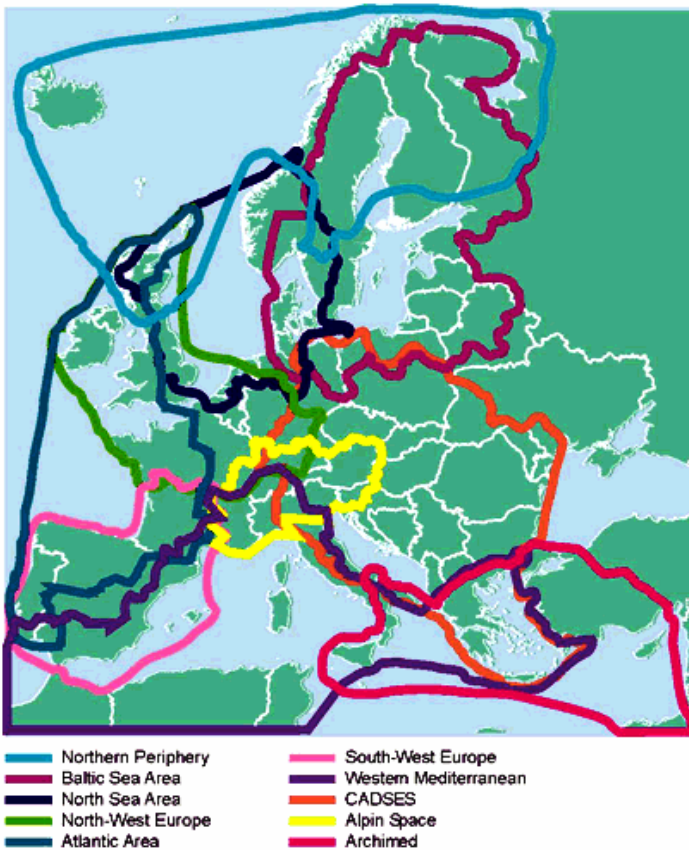 Northern Periphery
Baltic Sea Area
North Sea Area
North-West Europe
Atlantic Area
South-West Europe
Western Mediterranean
CADSES
Alpin Space
Archimed